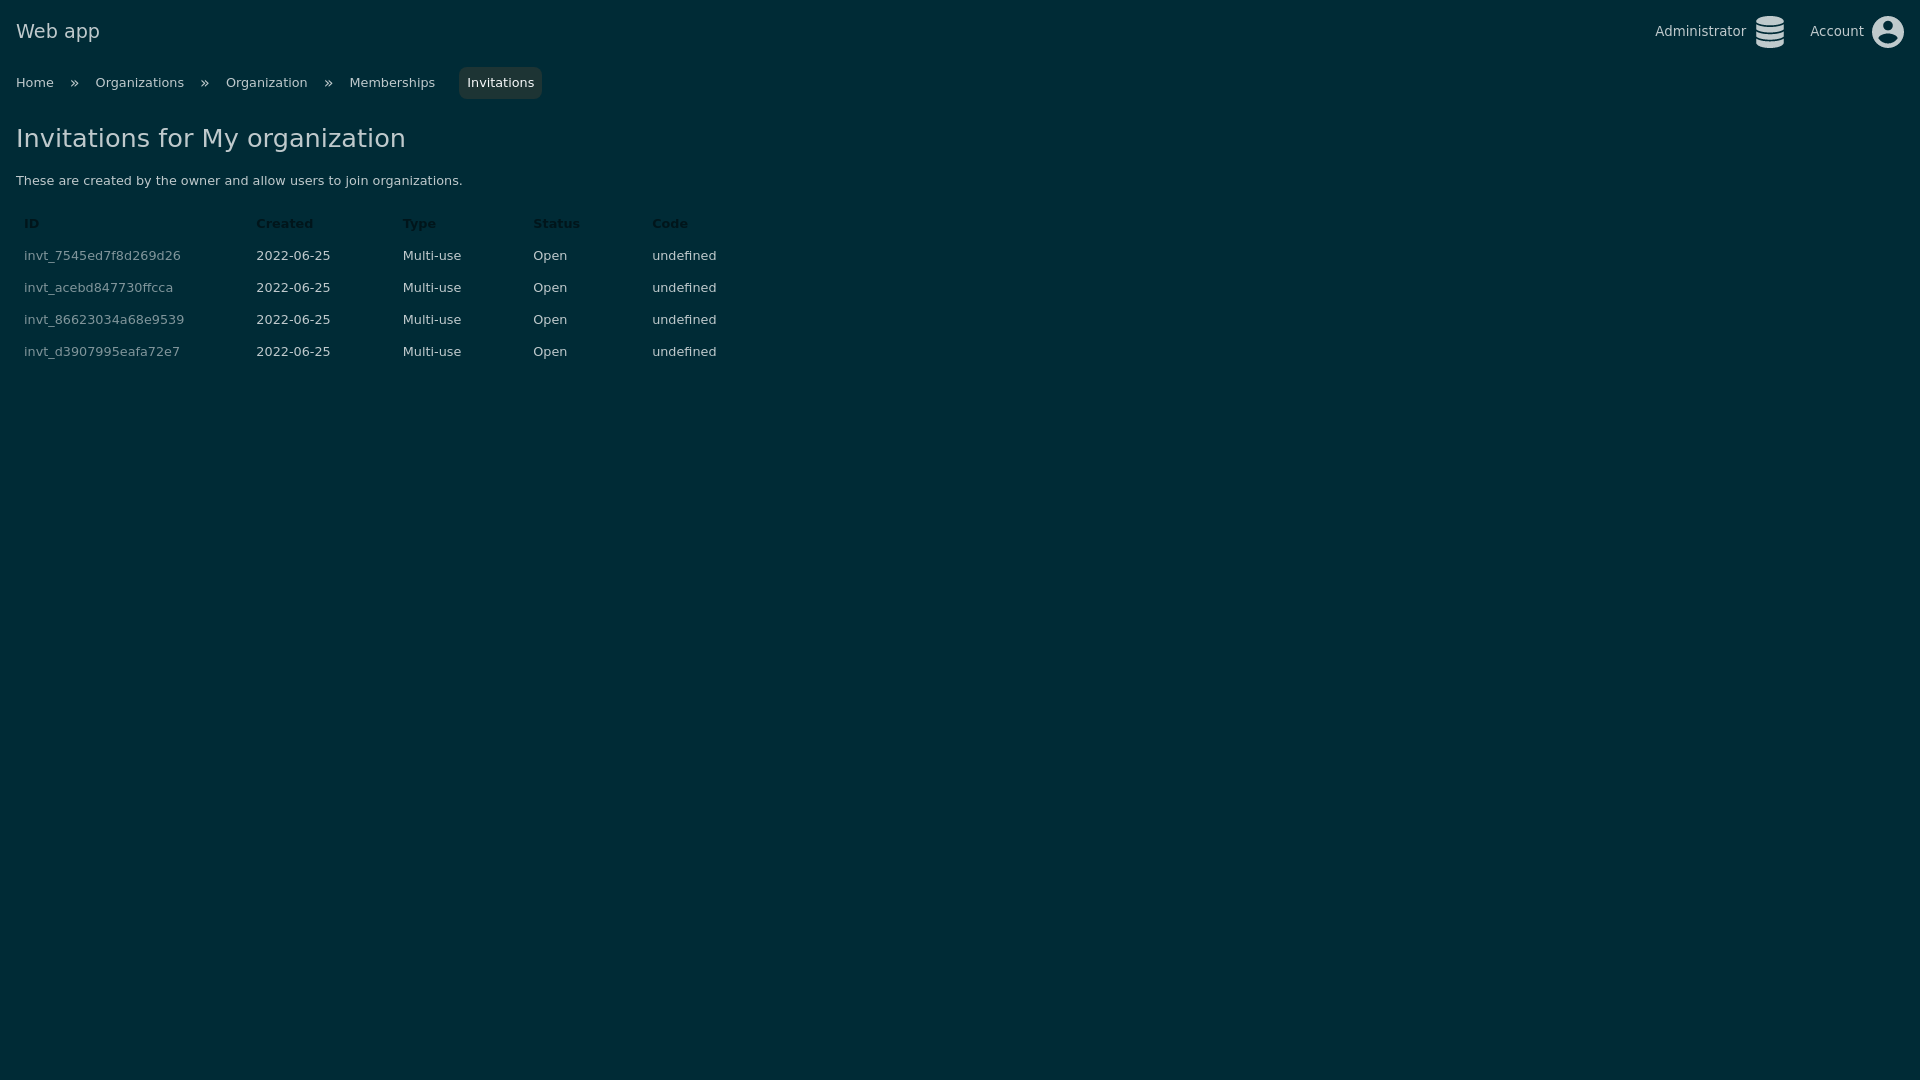 Web app
Administrator
Account
Home » Organizations » Organization » Memberships Invitations
Invitations for My organization
These are created by the owner and allow users to join organizations.
ID Created Type Status Code
invt_7545ed7f8d269d26 2022-06-25 Multi-use Open undefined
invt_acebd847730ffcca 2022-06-25 Multi-use Open undefined
invt_86623034a68e9539 2022-06-25 Multi-use Open undefined
invt_d3907995eafa72e7 2022-06-25 Multi-use Open undefined